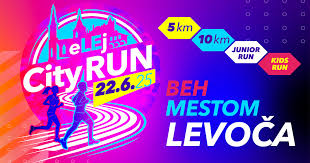 eLEj
City RUN
22.6.25
5 km
10 km
JUNIOR
RUN
KIDS
RUN
BEH
MESTOM
LEVOČA